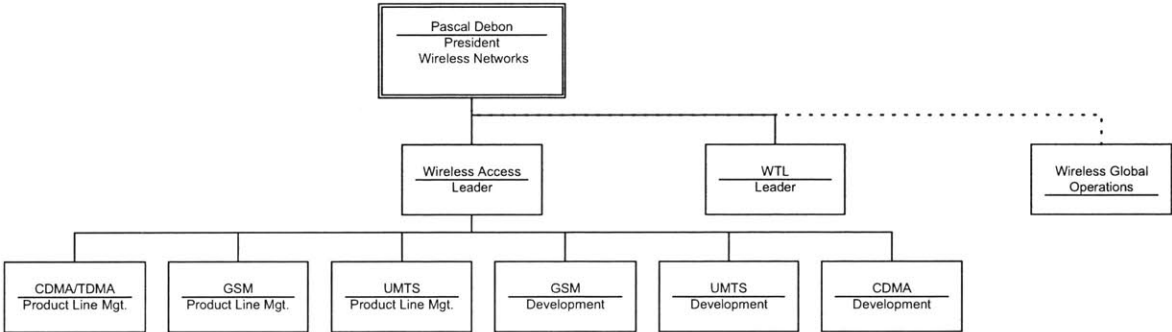 Pascal Debon
President
Wireless Networks
Wireless Access
Leader
WTL
Leader
Wireless Global
Operations
CDMA/TDMA
Product Line Mgt.
GSM
Product Line Mgt.
UMTS
Product Line Mgt.
GSM
Development
UMTS
Development
CDMA
Development